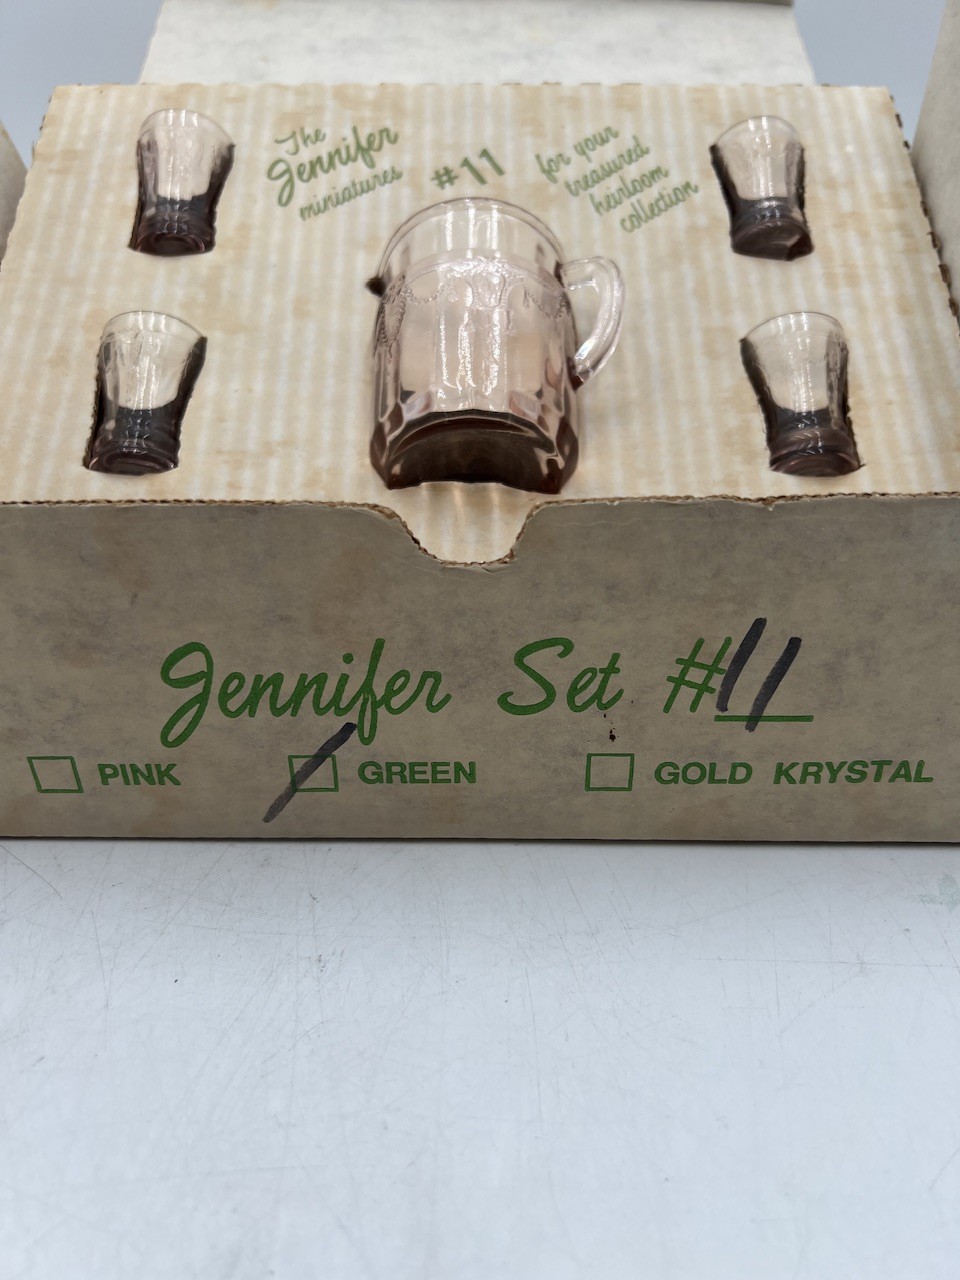 The
Jennifer
miniatures
#11
for your
treasured
heirloom
collection
Jennifer Set #11
PINK
GREEN
GOLD KRYSTAL